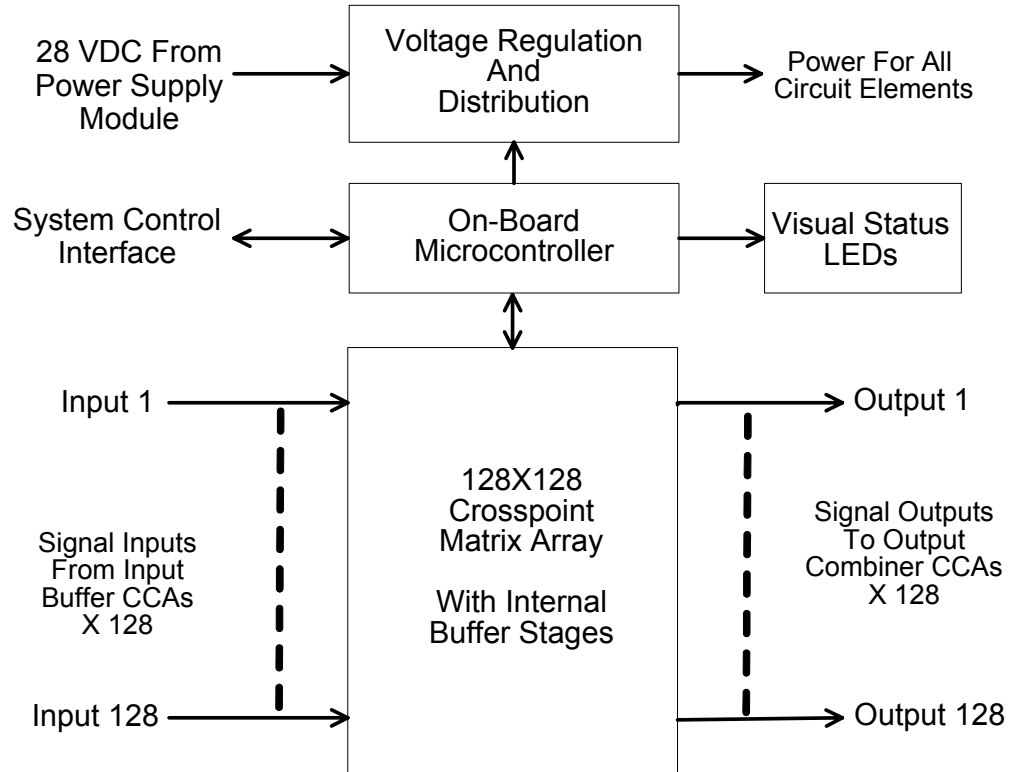 28 VDC From
Power Supply
Module
Voltage Regulation
And
Distribution
Power For All
Circuit Elements
System Control
Interface
On-Board
Microcontroller
Visual Status
LEDs
Input 1
Output 1
128X128
Crosspoint
Matrix Array
With Internal
Buffer Stages
Signal Inputs
From Input
Buffer CCAs
X 128
Signal Outputs
To Output
Combiner CCAs
X 128
Input 128
Output 128